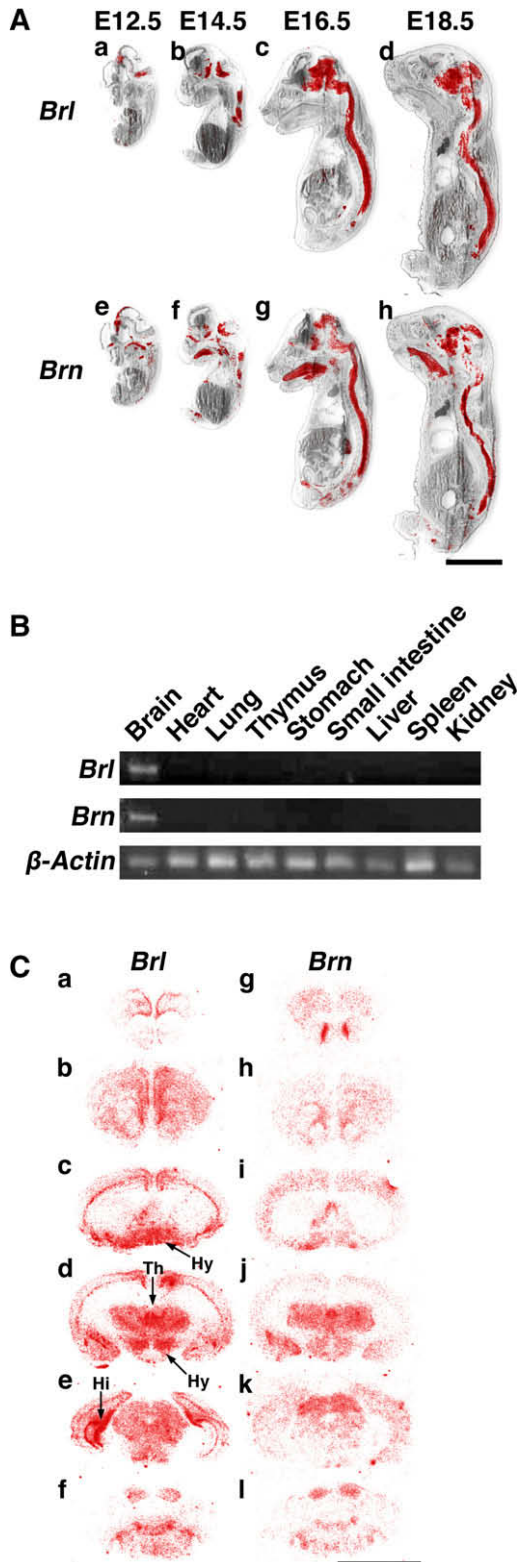 A
E12.5 E14.5 E16.5 E18.5
a b c d
Brl
e f g h
Brn
B
Brain Heart Lung Thymus Stomach Small intestine Liver Spleen Kidney
Brl
Brn
β-Actin
C
Brl Brn
a g
b h
c i
Hy
d Th j
Hy
e Hi k
f l